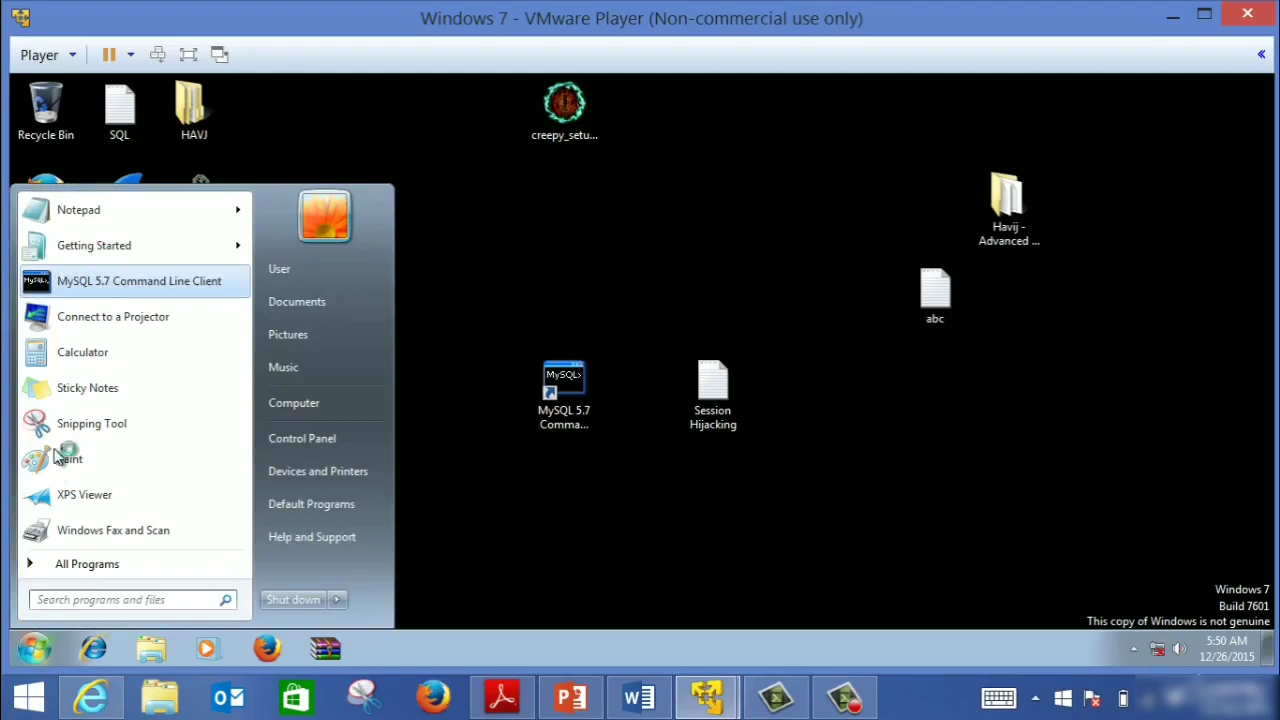 Windows 7 - VMware Player (Non-commercial use only)
Player
Recycle Bin
SQL
HAVJ
creepy_setu...
Havij -
Advanced ...
abc
MySQL 5.7
Comma...
Session
Hijacking
Notepad
Getting Started
MySQL 5.7 Command Line Client
Connect to a Projector
Calculator
Sticky Notes
Snipping Tool
Paint
XPS Viewer
Windows Fax and Scan
All Programs
Search programs and files
User
Documents
Pictures
Music
Computer
Control Panel
Devices and Printers
Default Programs
Help and Support
Shut down
Windows 7
Build 7601
This copy of Windows is not genuine
5:50 AM
12/26/2015